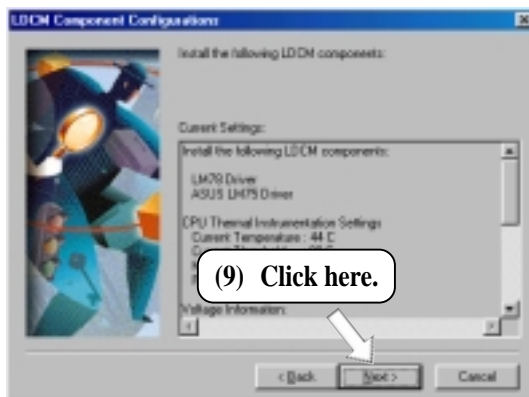 LDCM Component Configurations
Install the following LDCM components:
Current Settings:
Install the following LDCM components:
LM78 Driver
ASUS LM75 Driver
CPU Thermal Instrumentation Settings
Current Temperature : 44 C
(9) Click here.
Voltage Information:
< Back
Next >
Cancel